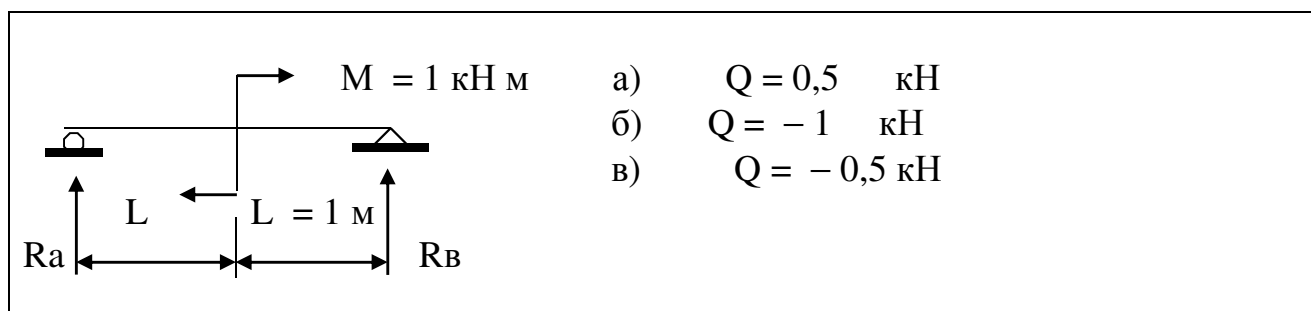 M = 1 кН м
L
L = 1 м
Ra
Rв
а) Q = 0,5 кН
б) Q = – 1 кН
в) Q = – 0,5 кН